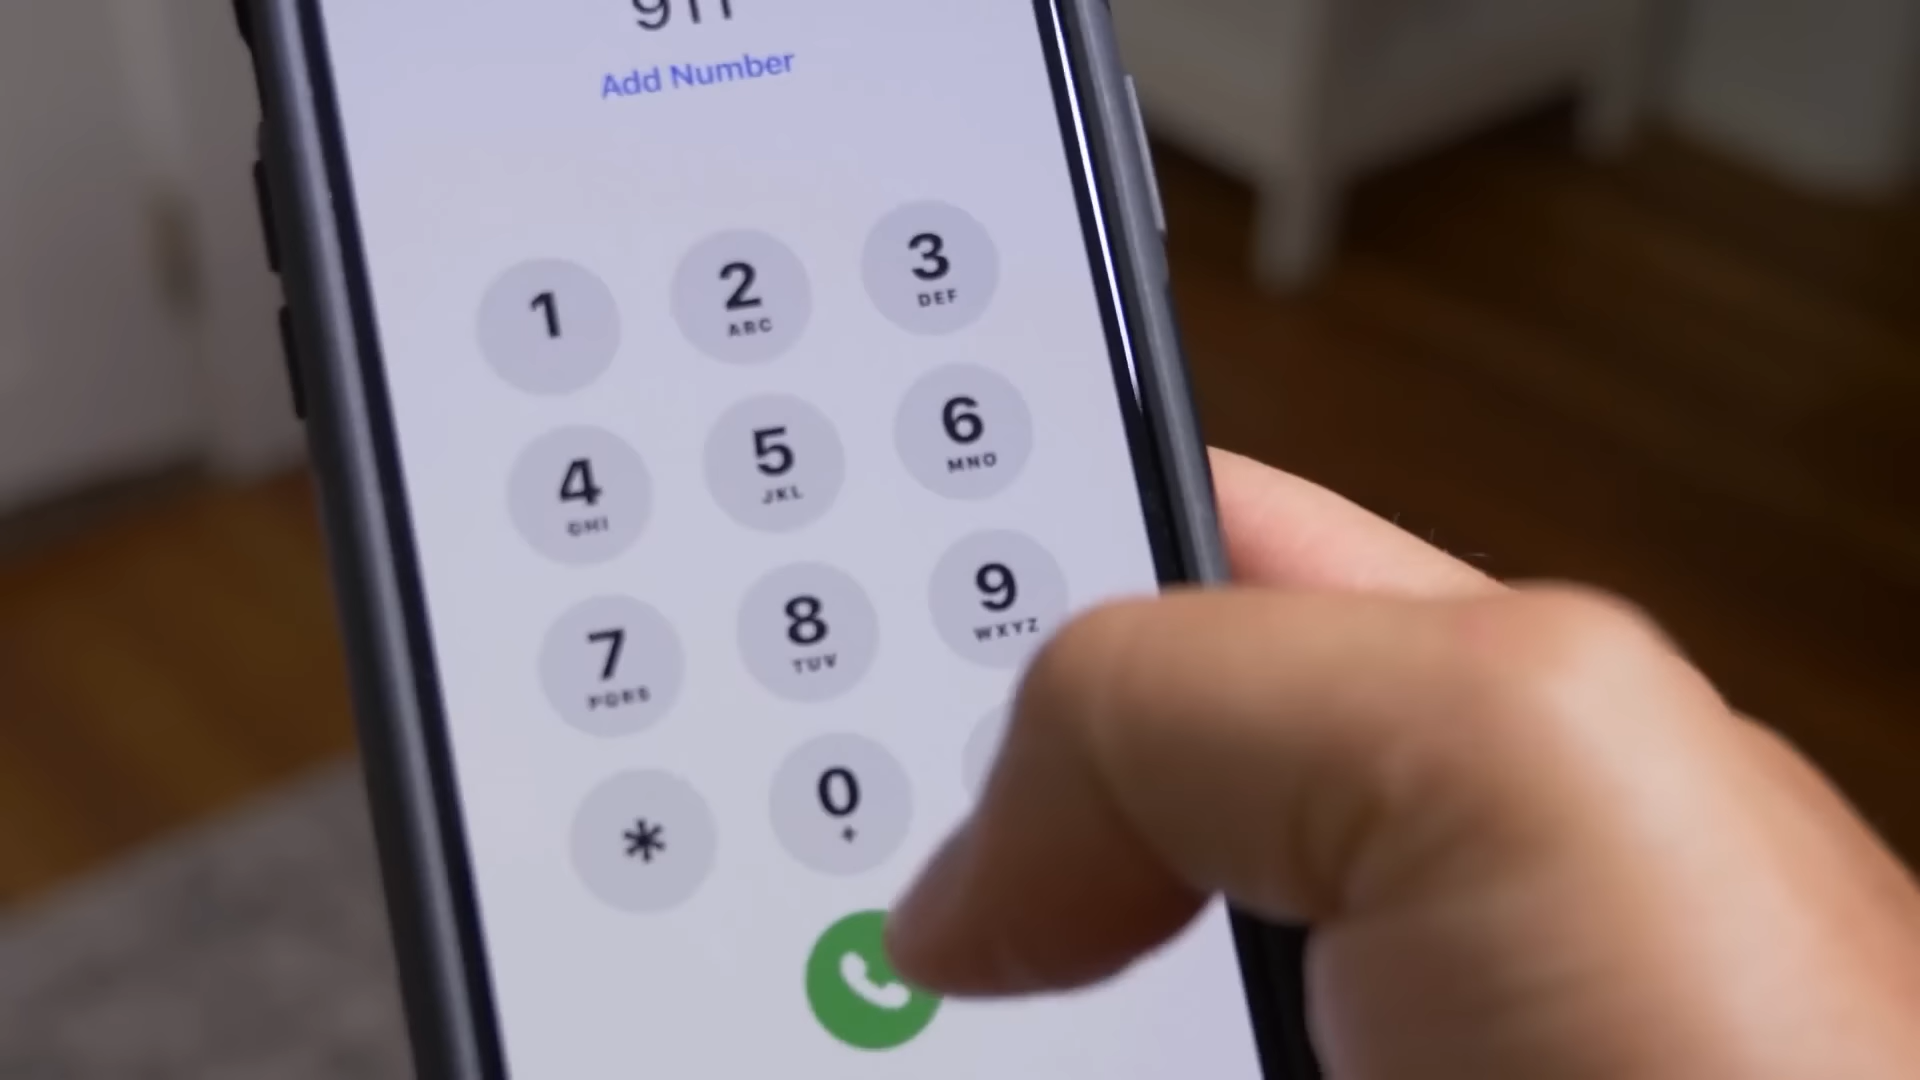 911
Add Number
1 2 3
ABC DEF
4 5 6
GHI JKL MNO
7 8 9
PQRS TUV WXYZ
* 0
+